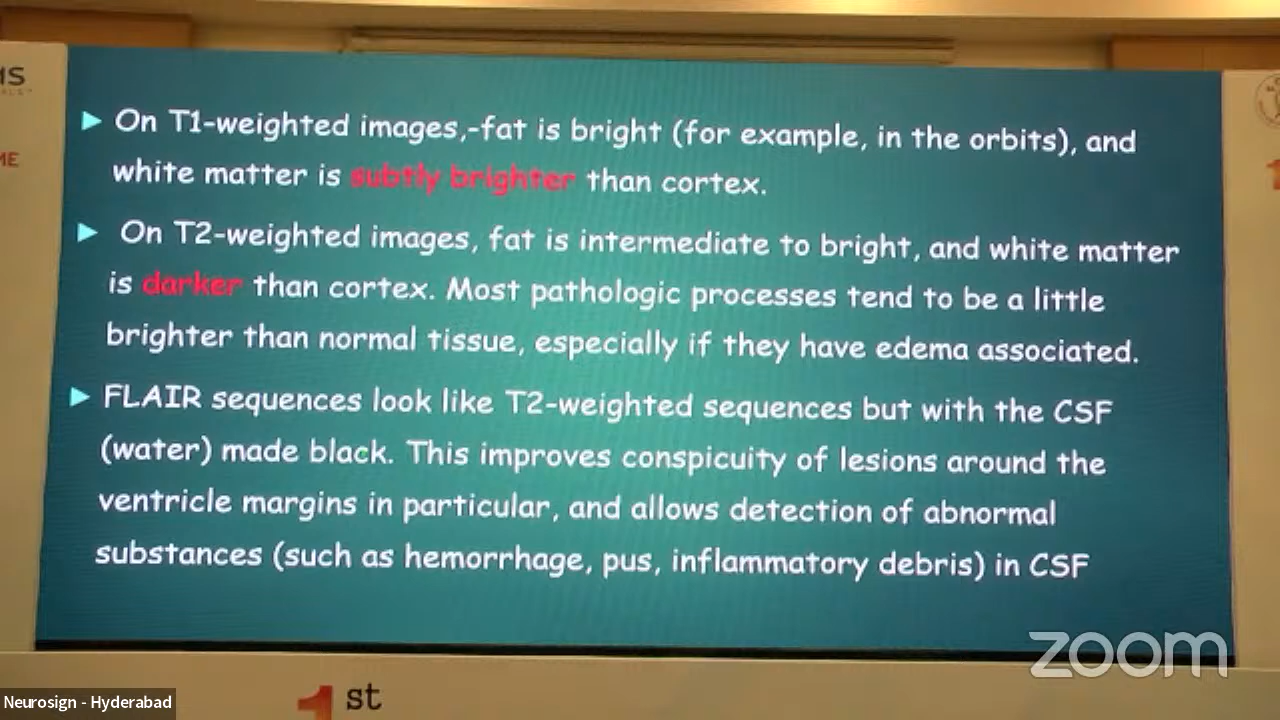 MS
ME
► On T1-weighted images,-fat is bright (for example, in the orbits), and
white matter is subtly brighter than cortex.
► On T2-weighted images, fat is intermediate to bright, and white matter
is darker than cortex. Most pathologic processes tend to be a little
brighter than normal tissue, especially if they have edema associated.
► FLAIR sequences look like T2-weighted sequences but with the CSF
(water) made black. This improves conspicuity of lesions around the
ventricle margins in particular, and allows detection of abnormal
substances (such as hemorrhage, pus, inflammatory debris) in CSF
zoom
1st
Neurosign - Hyderabad